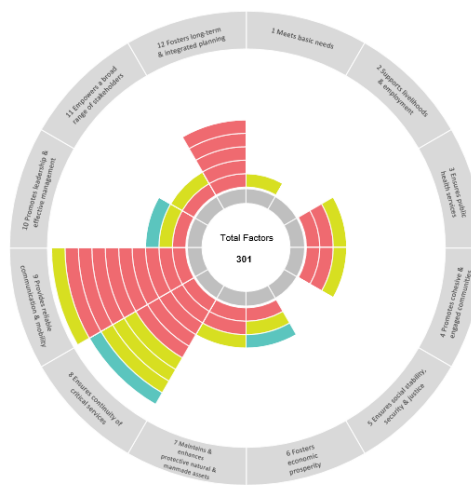 1 Meets basic needs
2 Supports livelihoods
& employment
3 Ensures public
health services
4 Promotes cohesive &
engaged communities
5 Ensures social stability,
security & justice
6 Fosters
economic
prosperity
7 Maintains &
enhances
protective natural &
manmade assets
8 Ensures continuity of
critical services
9 Provides reliable
communication & mobility
10 Promotes leadership &
effective management
11 Empowers a broad
range of stakeholders
12 Fosters long-term
& integrated planning
Total Factors
301